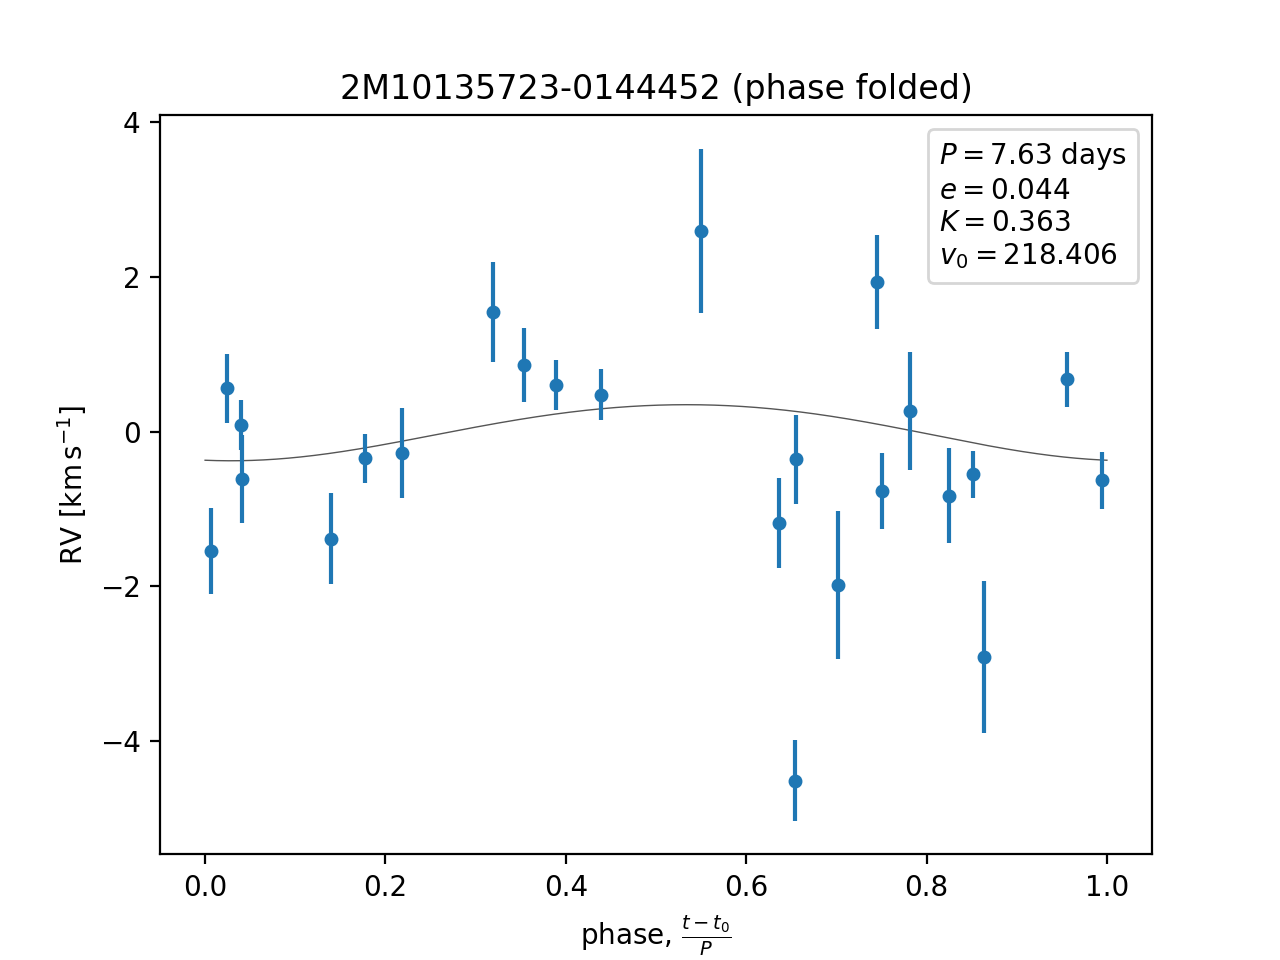 2M10135723-0144452 (phase folded)
P = 7.63 days
e = 0.044
K = 0.363
v₀ = 218.406
4
2
0
−2
−4
RV [km s⁻¹]
0.0 0.2 0.4 0.6 0.8 1.0
phase, (t − t₀)/P